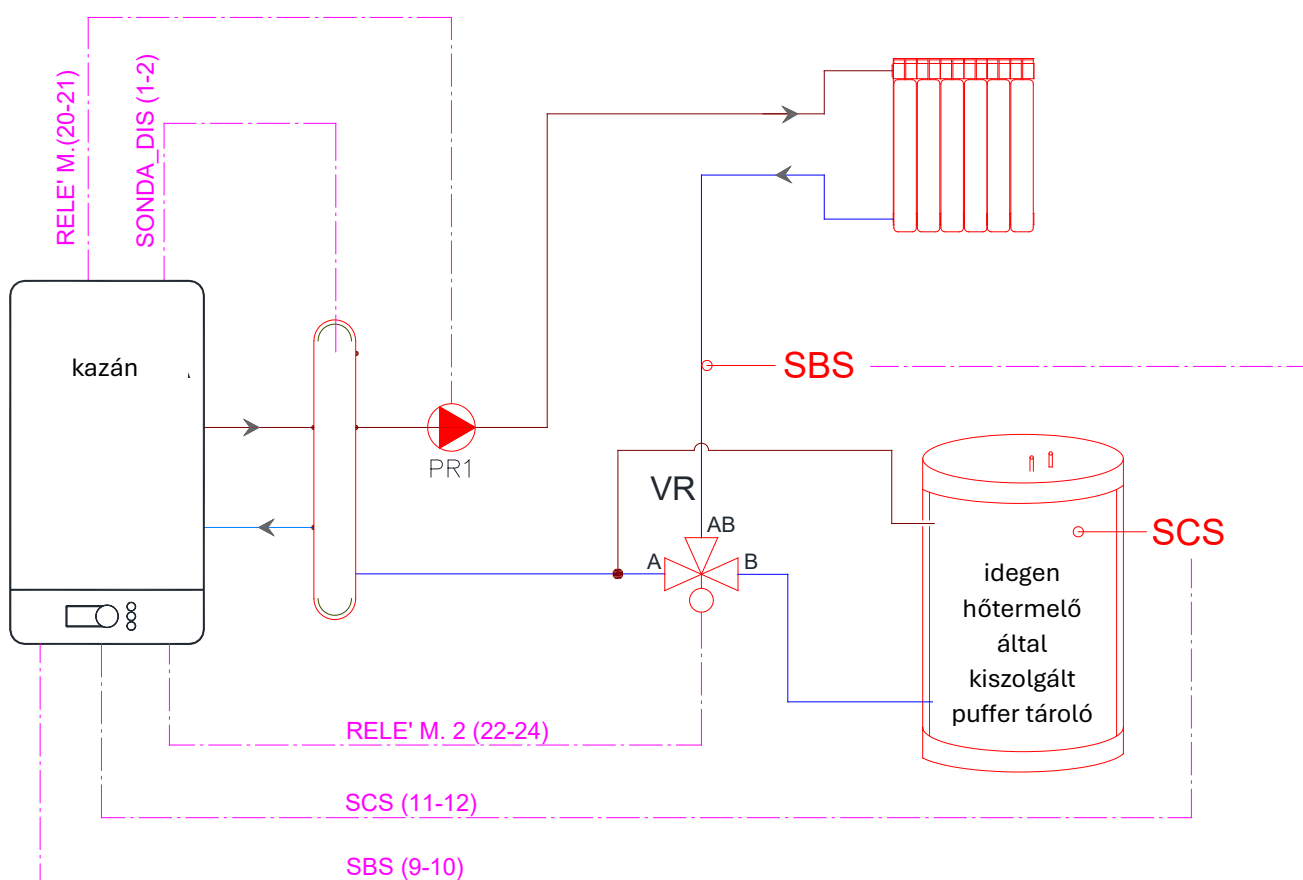 RELE' M.(20-21)
SONDA_DIS (1-2)
kazán
PR1
SBS
VR
AB
A
B
SCS
idegen
hőtermelő
által
kiszolgált
puffer tároló
RELE' M. 2 (22-24)
SCS (11-12)
SBS (9-10)